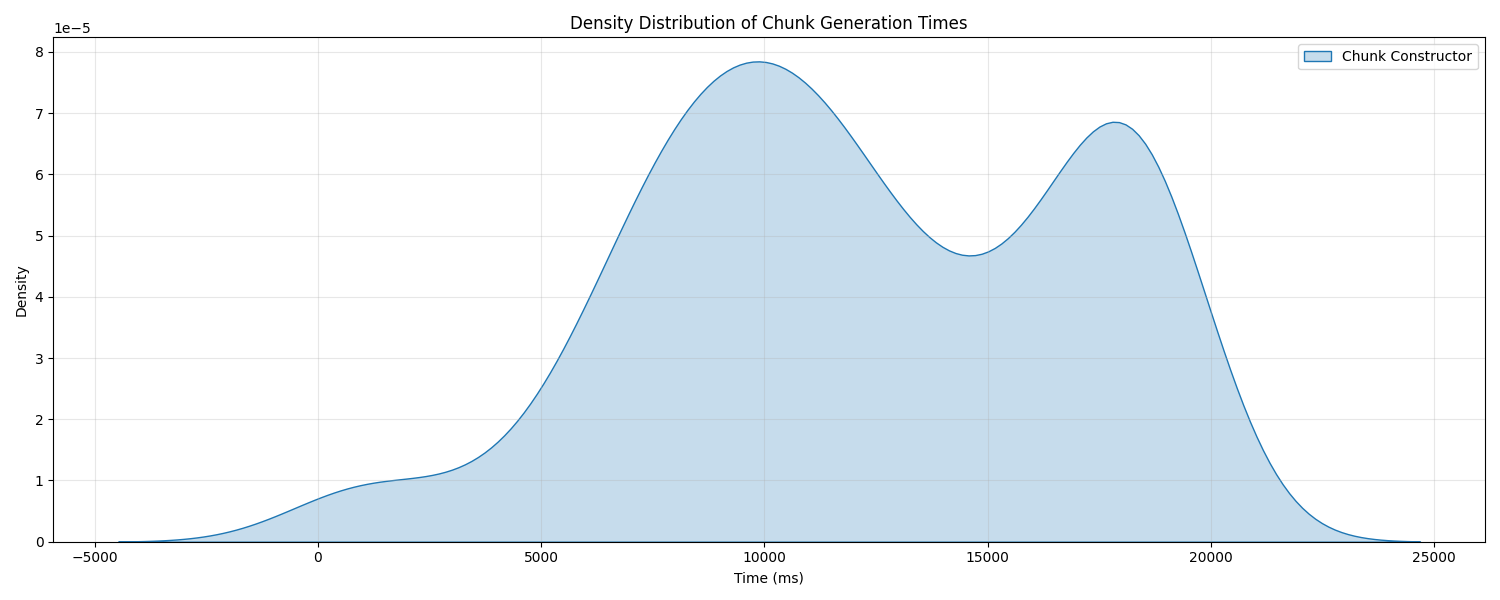 Density Distribution of Chunk Generation Times
1e−5
Chunk Constructor
8
7
6
5
4
3
2
1
0
Density
−5000 0 5000 10000 15000 20000 25000
Time (ms)